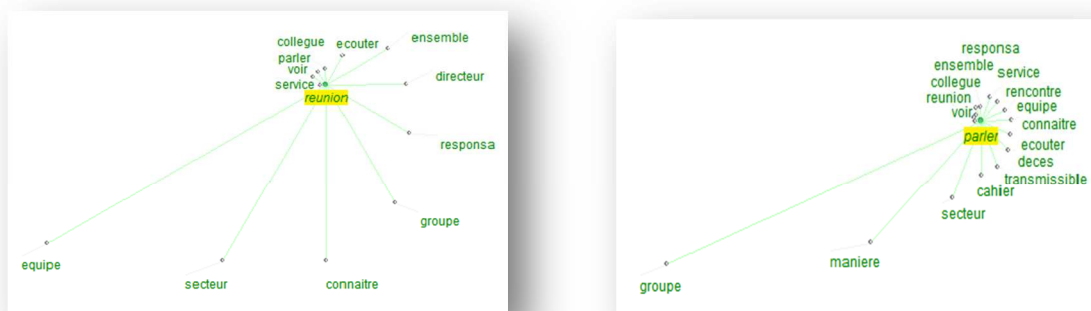 collegue
ecouter
ensemble
parler
voir
directeur
service
reunion
responsa
groupe
equipe
secteur
connaitre
responsa
ensemble
service
collegue
rencontre
reunion
equipe
voir
connaitre
parler
ecouter
deces
transmissible
cahier
secteur
maniere
groupe